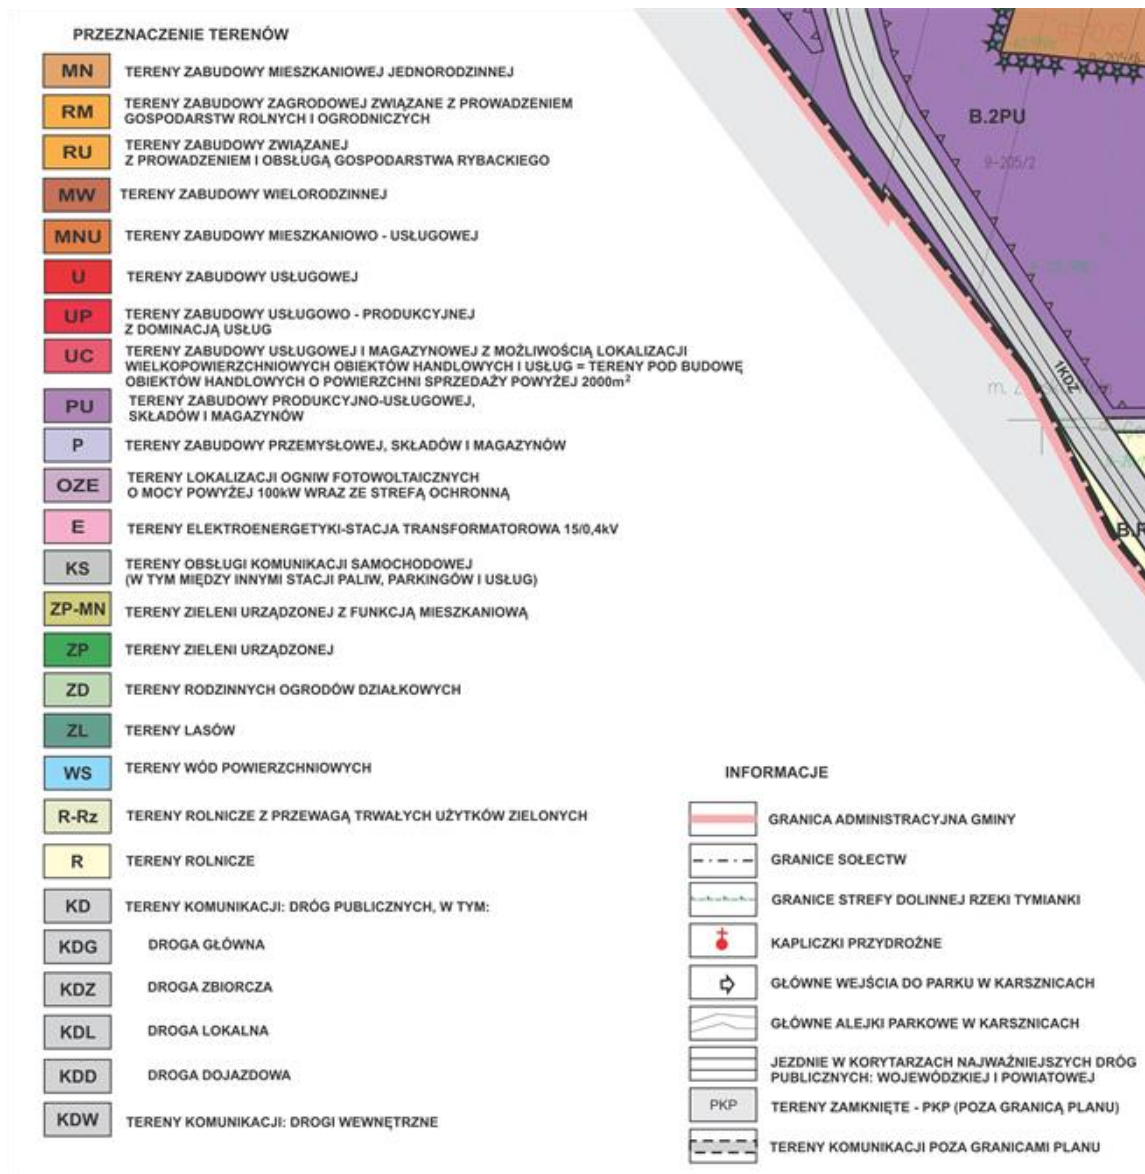 PRZEZNACZENIE TERENÓW
MN TERENY ZABUDOWY MIESZKANIOWEJ JEDNORODZINNEJ
RM TERENY ZABUDOWY ZAGRODOWEJ ZWIĄZANE Z PROWADZENIEM
GOSPODARSTW ROLNYCH I OGRODNICZYCH
RU TERENY ZABUDOWY ZWIĄZANEJ
Z PROWADZENIEM I OBSŁUGĄ GOSPODARSTWA RYBACKIEGO
MW TERENY ZABUDOWY WIELORODZINNEJ
MNU TERENY ZABUDOWY MIESZKANIOWO - USŁUGOWEJ
U TERENY ZABUDOWY USŁUGOWEJ
UP TERENY ZABUDOWY USŁUGOWO - PRODUKCYJNEJ
Z DOMINACJĄ USŁUG
UC TERENY ZABUDOWY USŁUGOWEJ I MAGAZYNOWEJ Z MOŻLIWOŚCIĄ LOKALIZACJI
WIELKOPOWIERZCHNIOWYCH OBIEKTÓW HANDLOWYCH I USŁUG = TERENY POD BUDOWĘ
OBIEKTÓW HANDLOWYCH O POWIERZCHNI SPRZEDAŻY POWYŻEJ 2000m²
PU TERENY ZABUDOWY PRODUKCYJNO-USŁUGOWEJ,
SKŁADÓW I MAGAZYNÓW
P TERENY ZABUDOWY PRZEMYSŁOWEJ, SKŁADÓW I MAGAZYNÓW
OZE TERENY LOKALIZACJI OGNIW FOTOWOLTAICZNYCH
O MOCY POWYŻEJ 100kW WRAZ ZE STREFĄ OCHRONNĄ
E TERENY ELEKTROENERGETYKI-STACJA TRANSFORMATOROWA 15/0,4kV
KS TERENY OBSŁUGI KOMUNIKACJI SAMOCHODOWEJ
(W TYM MIĘDZY INNYMI STACJI PALIW, PARKINGÓW I USŁUG)
ZP-MN TERENY ZIELENI URZĄDZONEJ Z FUNKCJĄ MIESZKANIOWĄ
ZP TERENY ZIELENI URZĄDZONEJ
ZD TERENY RODZINNYCH OGRODÓW DZIAŁKOWYCH
ZL TERENY LASÓW
WS TERENY WÓD POWIERZCHNIOWYCH
R-Rz TERENY ROLNICZE Z PRZEWAGĄ TRWAŁYCH UŻYTKÓW ZIELONYCH
R TERENY ROLNICZE
KD TERENY KOMUNIKACJI: DRÓG PUBLICZNYCH, W TYM:
KDG DROGA GŁÓWNA
KDZ DROGA ZBIORCZA
KDL DROGA LOKALNA
KDD DROGA DOJAZDOWA
KDW TERENY KOMUNIKACJI: DROGI WEWNĘTRZNE
B.2PU
9-205/2
1KDZ
INFORMACJE
GRANICA ADMINISTRACYJNA GMINY
GRANICE SOŁECTW
GRANICE STREFY DOLINNEJ RZEKI TYMIANKI
KAPLICZKI PRZYDROŻNE
GŁÓWNE WEJŚCIA DO PARKU W KARSZNICACH
GŁÓWNE ALEJKI PARKOWE W KARSZNICACH
JEZDNIE W KORYTARZACH NAJWAŻNIEJSZYCH DRÓG
PUBLICZNYCH: WOJEWÓDZKIEJ I POWIATOWEJ
PKP TERENY ZAMKNIĘTE - PKP (POZA GRANICĄ PLANU)
TERENY KOMUNIKACJI POZA GRANICAMI PLANU